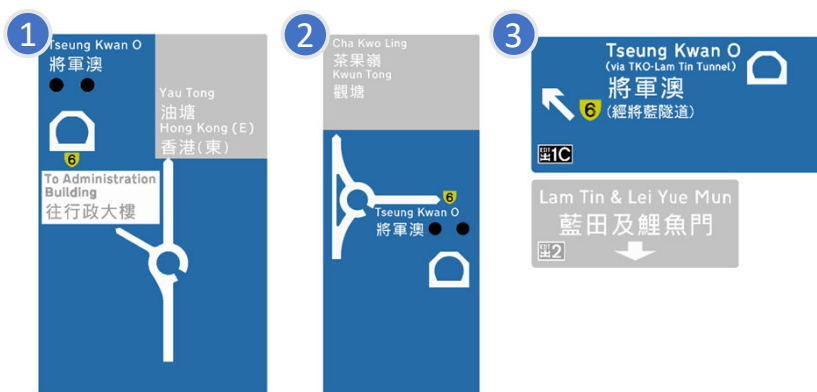 1
Tseung Kwan O
將軍澳
6
To Administration
Building
往行政大樓
Yau Tong
油塘
Hong Kong (E)
香港(東)
2
Cha Kwo Ling
茶果嶺
Kwun Tong
觀塘
6
Tseung Kwan O
將軍澳
3
Tseung Kwan O
(via TKO-Lam Tin Tunnel)
將軍澳
6 (經將藍隧道)
EXIT 出 1C
Lam Tin & Lei Yue Mun
藍田及鯉魚門
EXIT 出 2